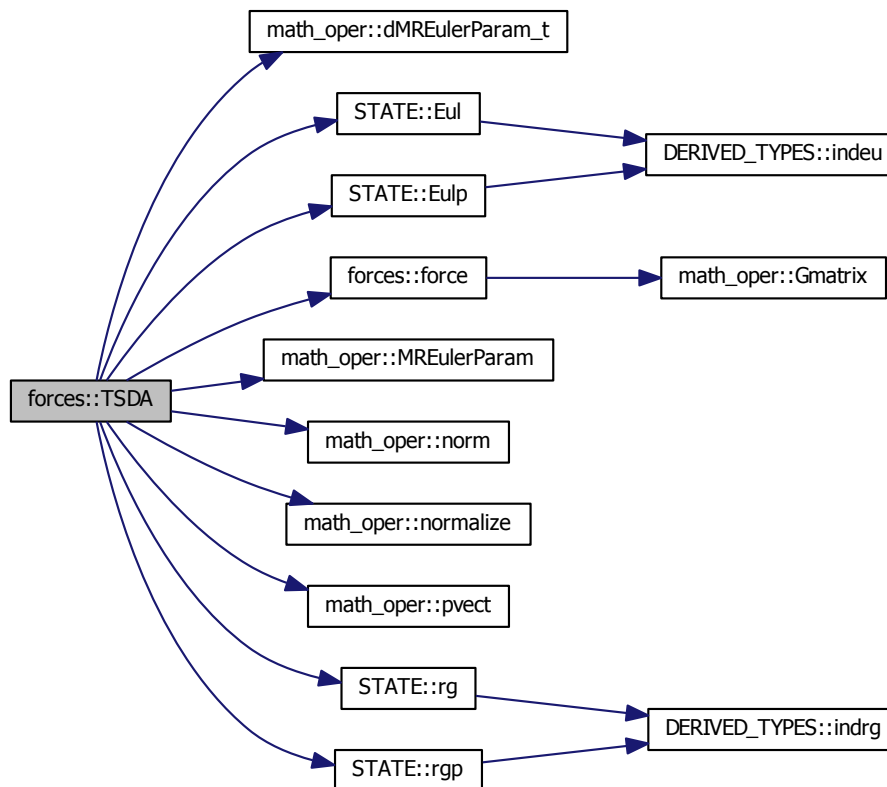 math_oper::dMREulerParam_t
STATE::Eul
DERIVED_TYPES::indeu
STATE::Eulp
forces::force
math_oper::Gmatrix
math_oper::MREulerParam
forces::TSDA
math_oper::norm
math_oper::normalize
math_oper::pvect
STATE::rg
DERIVED_TYPES::indrg
STATE::rgp